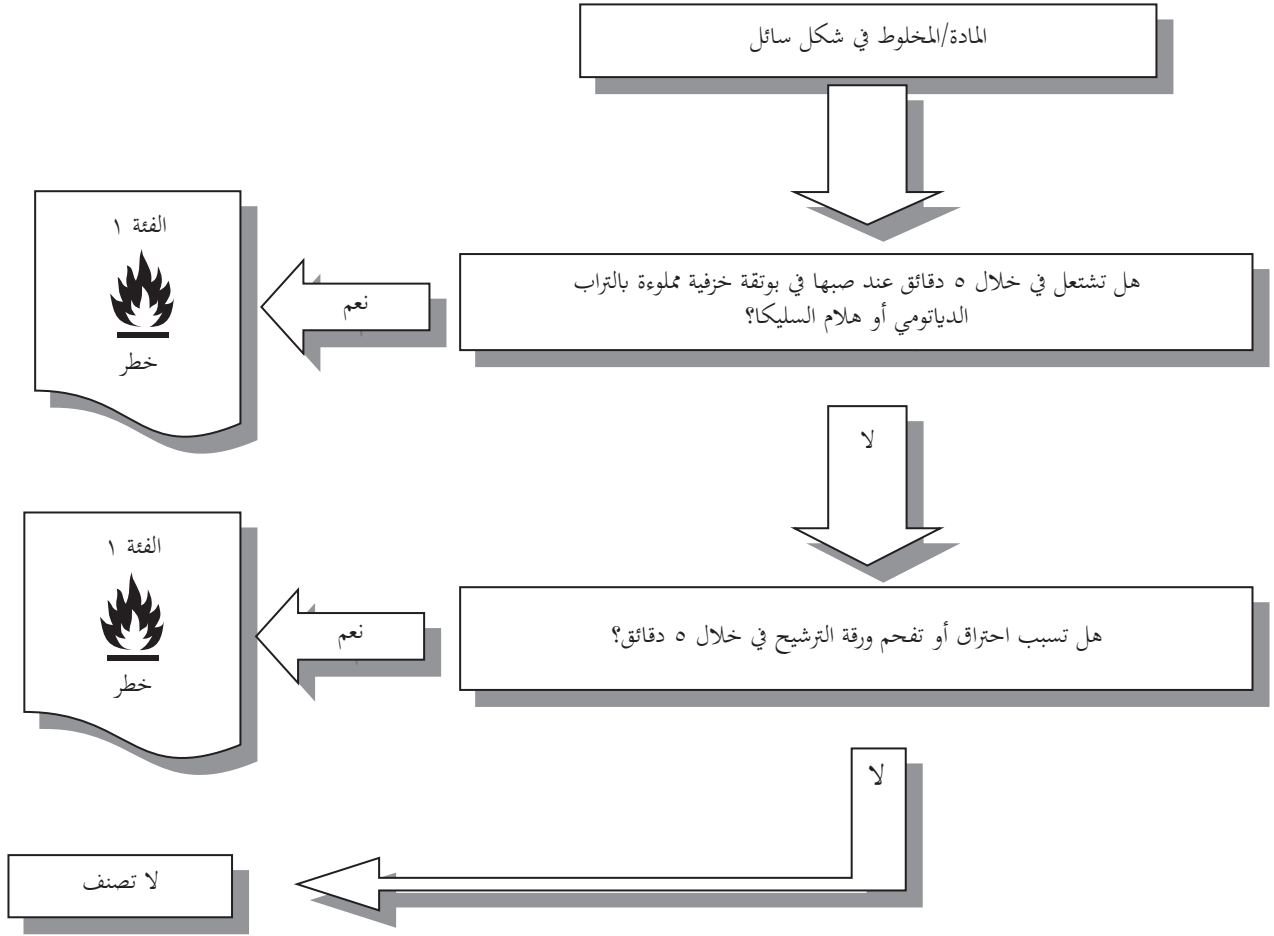 المادة/المخلوط في شكل سائل
هل تشتعل في خلال ٥ دقائق عند صبها في بوتقة خزفية مملوءة بالتراب
الدياتومي أو هلام السليكا؟
نعم
الفئة ١
خطر
لا
هل تسبب احتراق أو تفحم ورقة الترشيح في خلال ٥ دقائق؟
نعم
الفئة ١
خطر
لا
لا تصنف